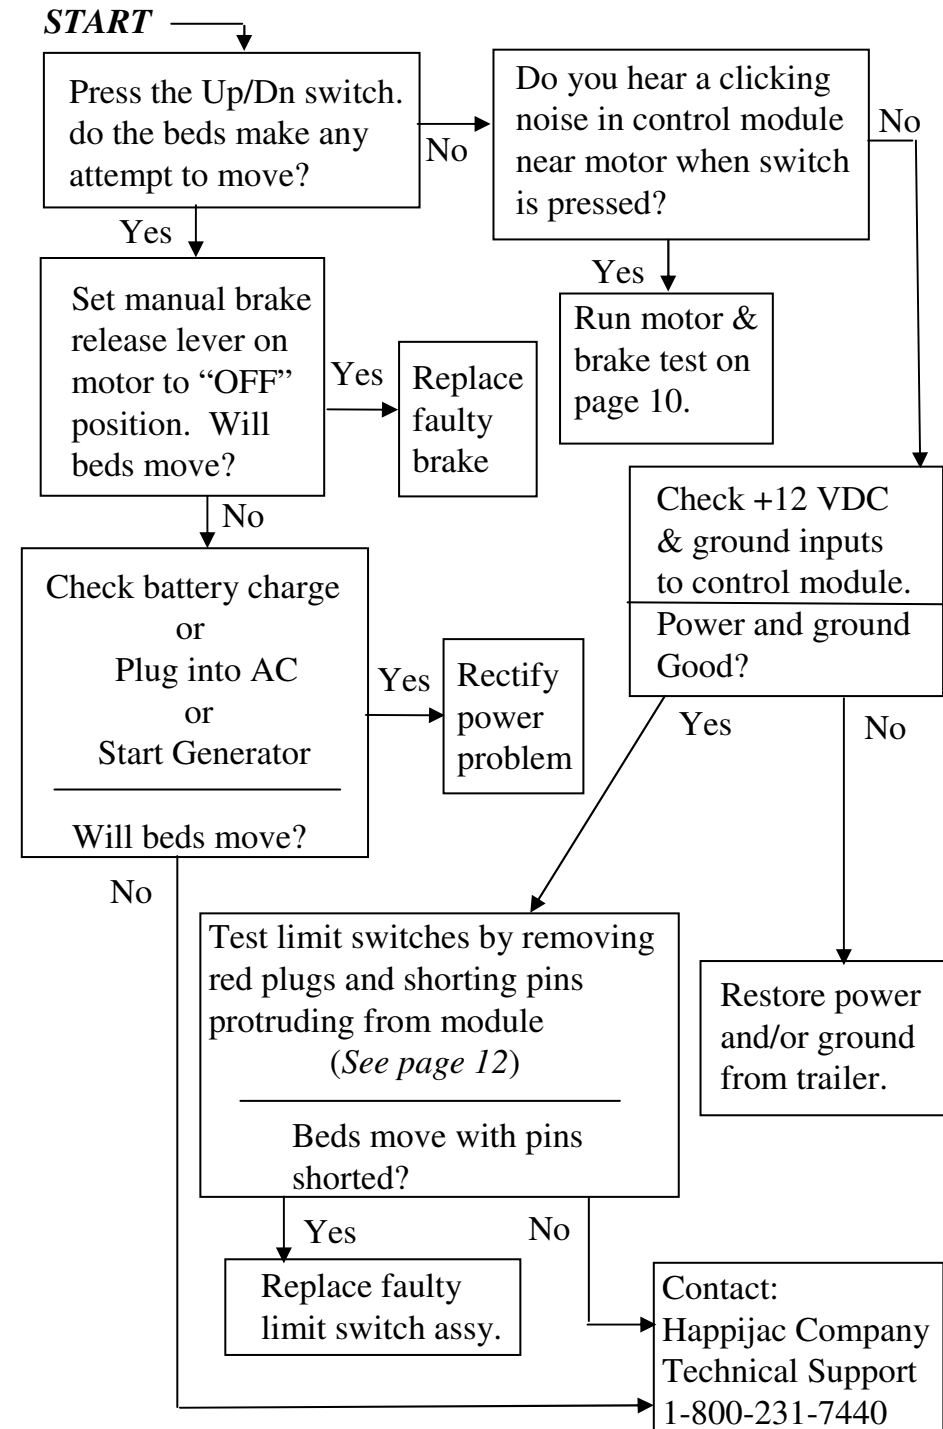 START
Press the Up/Dn switch.
do the beds make any
attempt to move?
No
Do you hear a clicking
noise in control module
near motor when switch
is pressed?
No
Yes
Yes
Set manual brake
release lever on
motor to “OFF”
position. Will
beds move?
Yes
Replace
faulty
brake
Run motor &
brake test on
page 10.
No
Check +12 VDC
& ground inputs
to control module.
Power and ground
Good?
Check battery charge
or
Plug into AC
or
Start Generator
Will beds move?
Yes
Rectify
power
problem
Yes
No
No
Test limit switches by removing
red plugs and shorting pins
protruding from module
(See page 12)
Beds move with pins
shorted?
Restore power
and/or ground
from trailer.
Yes
No
Replace faulty
limit switch assy.
Contact:
Happijac Company
Technical Support
1-800-231-7440